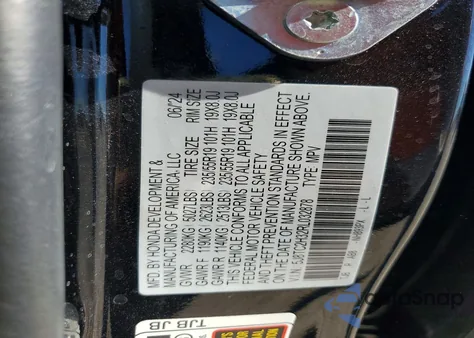 MFD. BY HONDA DEVELOPMENT &
MANUFACTURING OF AMERICA, LLC 06/24
GVWR 2280KG 5027LBS TIRE SIZE RIM SIZE
GAWR F 1190KG 2623LBS 235/55R19 101H 19X8.0J
GAWR R 1140KG 2513LBS 235/55R19 101H 19X8.0J
THIS VEHICLE CONFORMS TO ALL APPLICABLE
FEDERAL MOTOR VEHICLE SAFETY
AND THEFT PREVENTION STANDARDS IN EFFECT
ON THE DATE OF MANUFACTURE SHOWN ABOVE.
V.I.N.: 5J8TC2H32RL032878 TYPE: MPV
TJB JB
AutoSnap